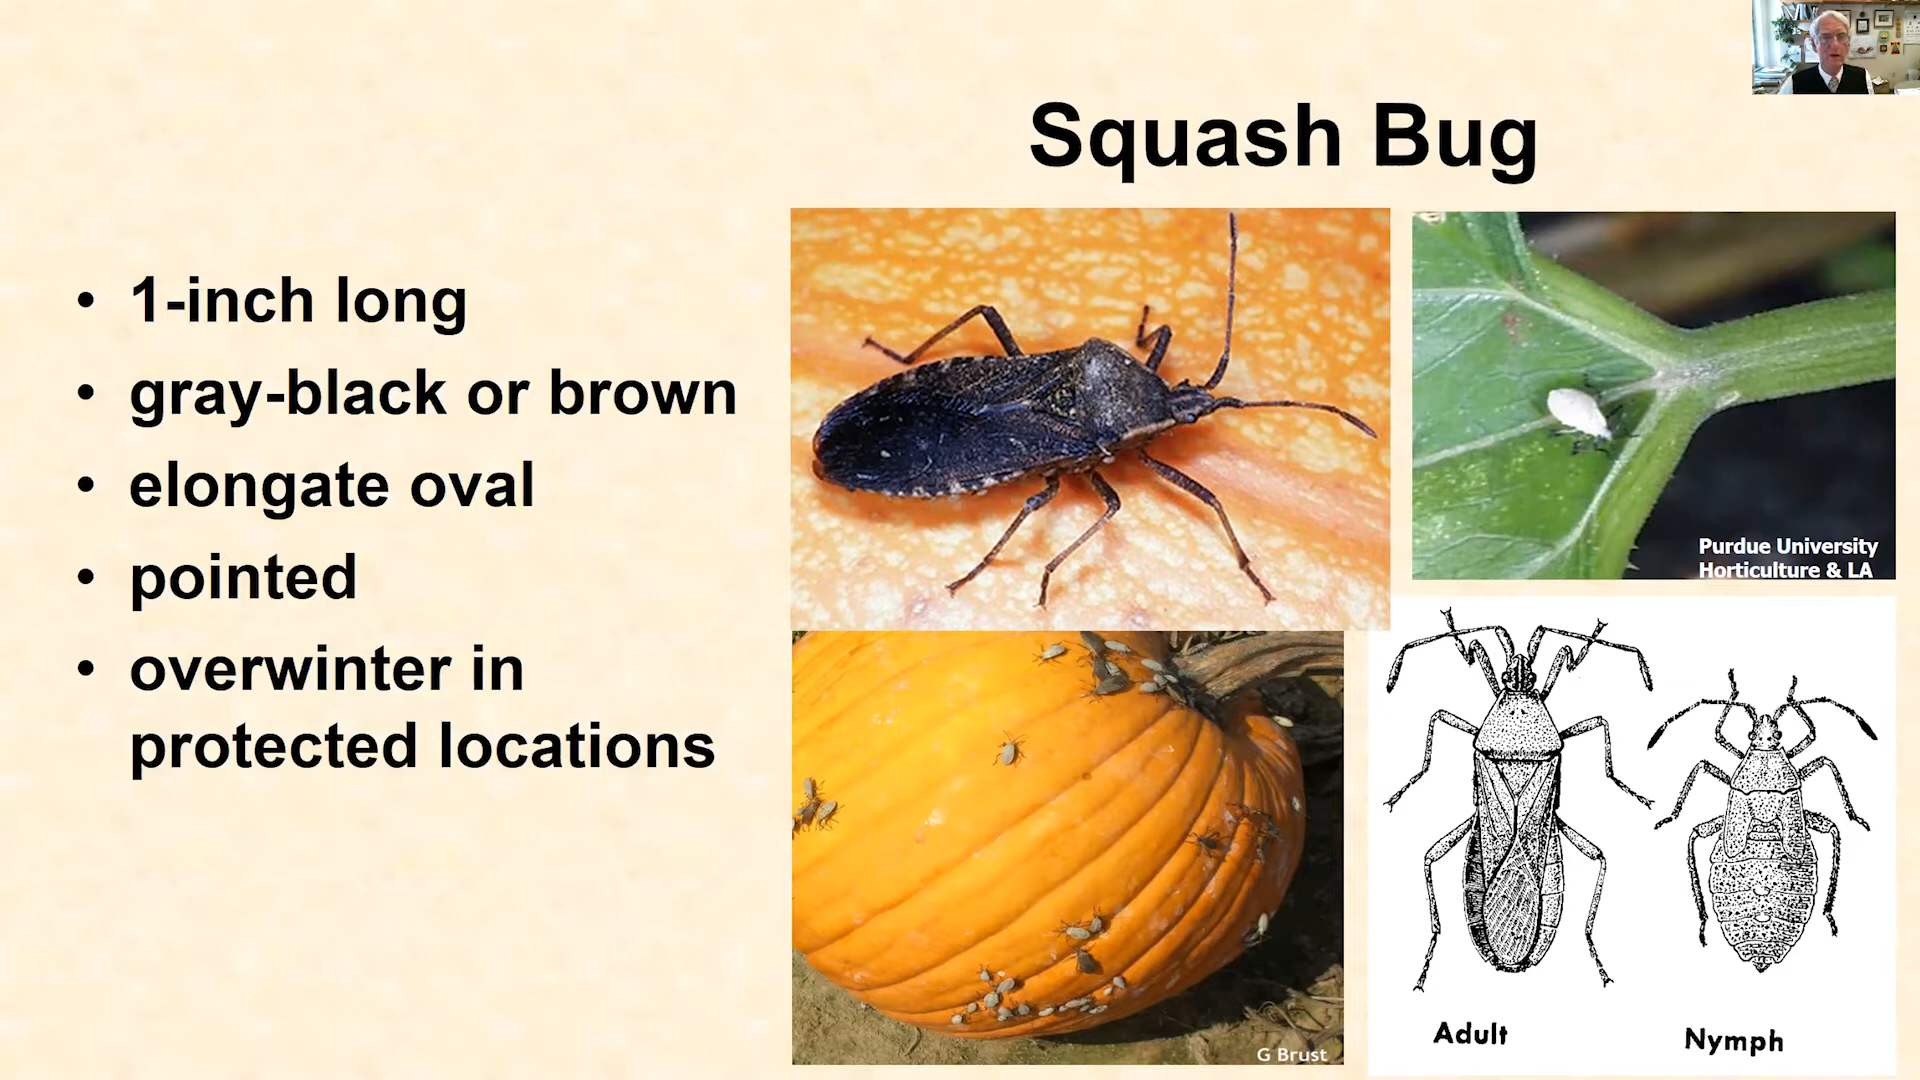 Squash Bug
• 1-inch long
• gray-black or brown
• elongate oval
• pointed
• overwinter in
protected locations
Purdue University
Horticulture & LA
G Brust
Adult
Nymph